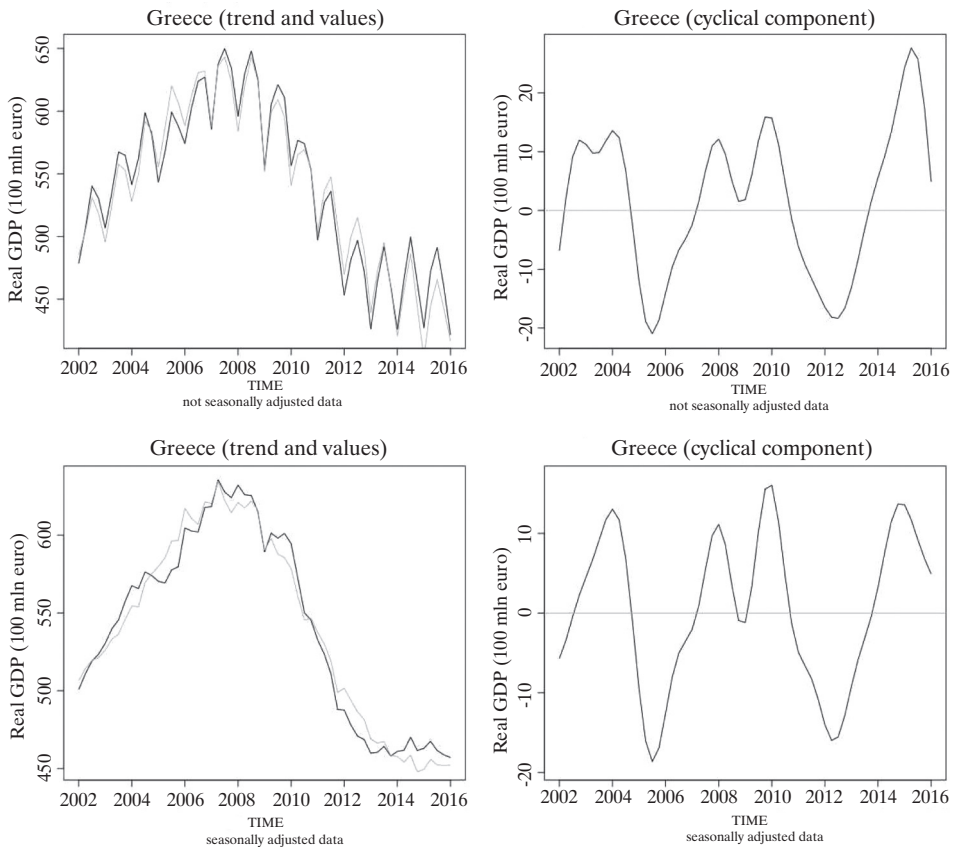 Greece (trend and values)
Real GDP (100 mln euro)
650
600
550
500
450
2002 2004 2006 2008 2010 2012 2014 2016
TIME
not seasonally adjusted data
Greece (cyclical component)
Real GDP (100 mln euro)
20
10
0
-10
-20
2002 2004 2006 2008 2010 2012 2014 2016
TIME
not seasonally adjusted data
Greece (trend and values)
Real GDP (100 mln euro)
600
550
500
450
2002 2004 2006 2008 2010 2012 2014 2016
TIME
seasonally adjusted data
Greece (cyclical component)
Real GDP (100 mln euro)
10
0
-10
-20
2002 2004 2006 2008 2010 2012 2014 2016
TIME
seasonally adjusted data